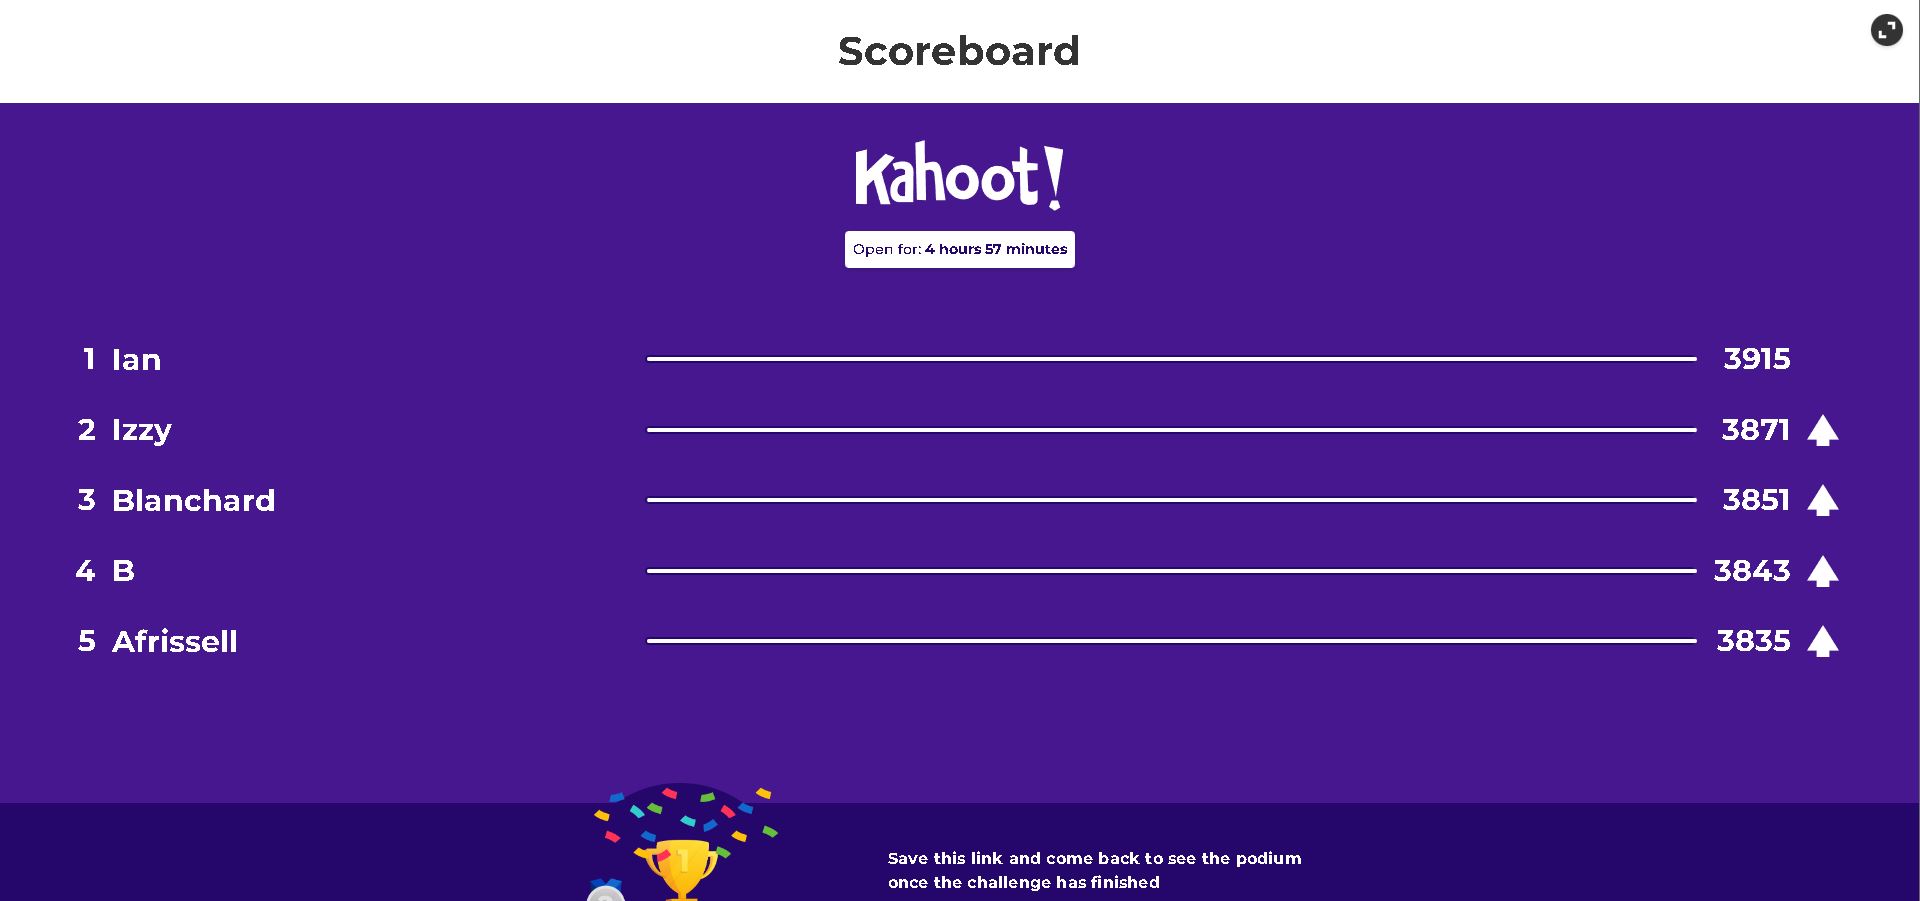 Scoreboard
Kahoot!
Open for: 4 hours 57 minutes
1 Ian 3915
2 Izzy 3871
3 Blanchard 3851
4 B 3843
5 Afrissell 3835
1
Save this link and come back to see the podium
once the challenge has finished